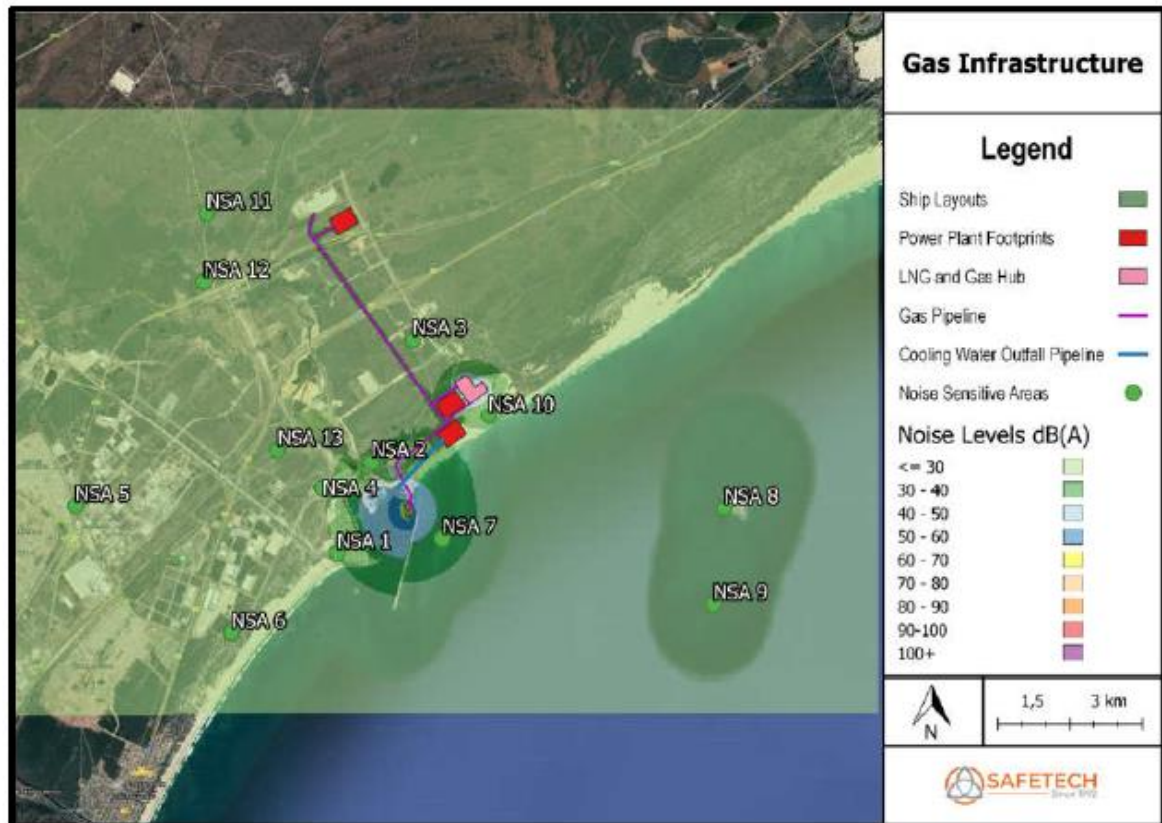 Gas Infrastructure
Legend
Ship Layouts
Power Plant Footprints
LNG and Gas Hub
Gas Pipeline
Cooling Water Outfall Pipeline
Noise Sensitive Areas
Noise Levels dB(A)
<= 30
30 - 40
40 - 50
50 - 60
60 - 70
70 - 80
80 - 90
90-100
100+
N
1,5 3 km
SAFETECH
NSA 11
NSA 12
NSA 3
NSA 10
NSA 13
NSA 2
NSA 4
NSA 5
NSA 8
NSA 7
NSA 1
NSA 9
NSA 6